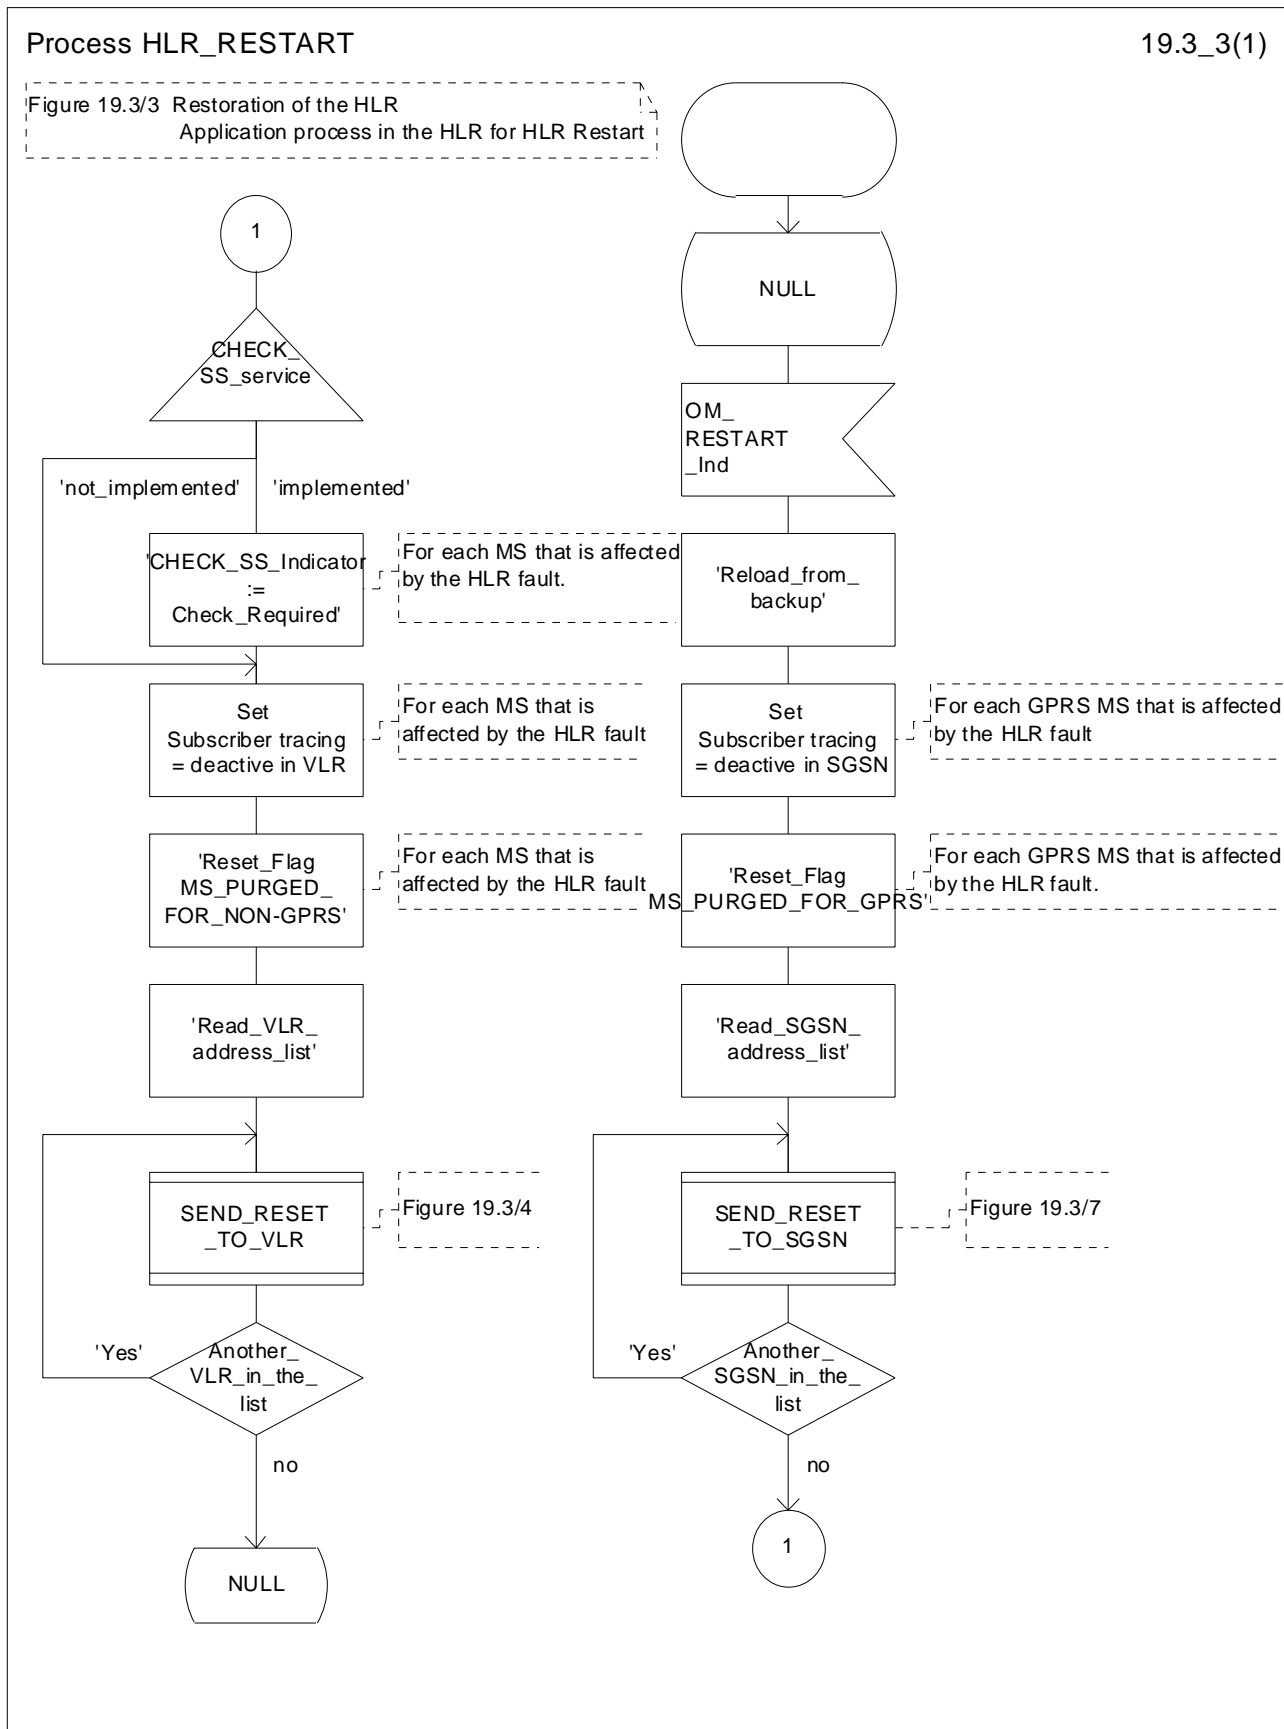 Process HLR_RESTART
19.3_3(1)
Figure 19.3/3 Restoration of the HLR
Application process in the HLR for HLR Restart
1
CHECK_
SS_service
'not_implemented'
'implemented'
'CHECK_SS_Indicator
:=
Check_Required'
For each MS that is affected
by the HLR fault.
Set
Subscriber tracing
= deactive in VLR
For each MS that is
affected by the HLR fault
'Reset_Flag
MS_PURGED_
FOR_NON-GPRS'
For each MS that is
affected by the HLR fault
'Read_VLR_
address_list'
SEND_RESET
_TO_VLR
Figure 19.3/4
'Yes'
Another_
VLR_in_the_
list
no
NULL
NULL
OM_
RESTART
_Ind
'Reload_from_
backup'
Set
Subscriber tracing
= deactive in SGSN
For each GPRS MS that is affected
by the HLR fault
'Reset_Flag
MS_PURGED_FOR_GPRS'
For each GPRS MS that is affected
by the HLR fault.
'Read_SGSN_
address_list'
SEND_RESET
_TO_SGSN
Figure 19.3/7
'Yes'
Another_
SGSN_in_the_
list
no
1